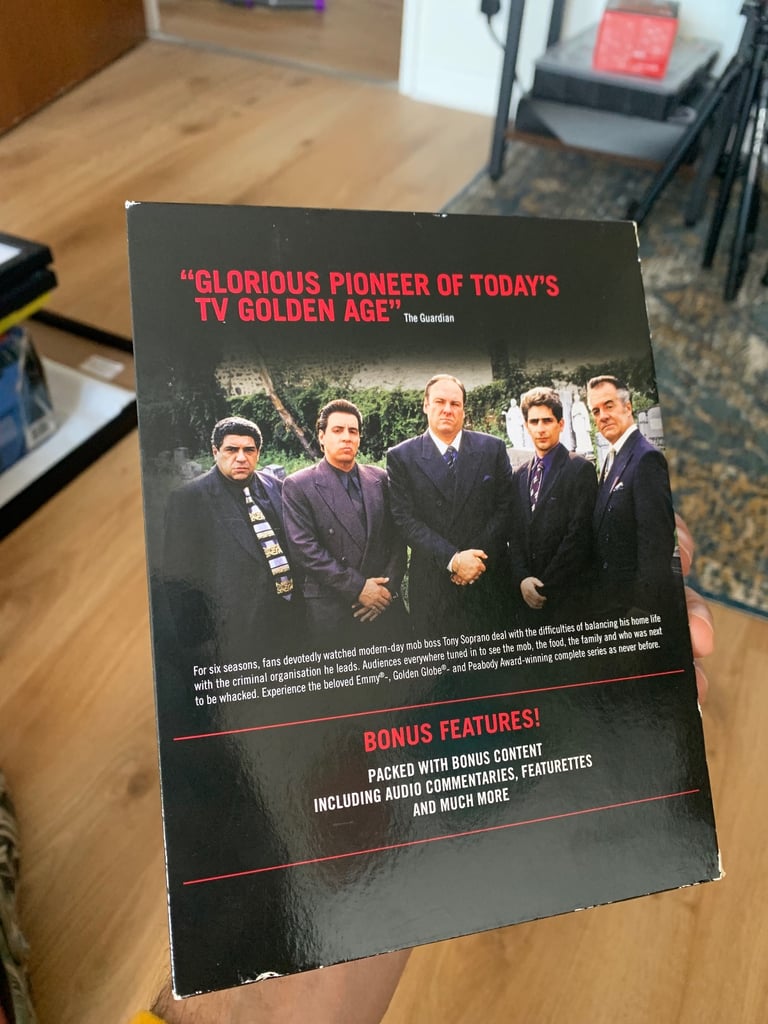 “GLORIOUS PIONEER OF TODAY’S
TV GOLDEN AGE” The Guardian
For six seasons, fans devotedly watched modern-day mob boss Tony Soprano deal with the difficulties of balancing his home life
with the criminal organisation he leads. Audiences everywhere tuned in to see the mob, the food, the family and who was next
to be whacked. Experience the beloved Emmy®-, Golden Globe®- and Peabody Award-winning complete series as never before.
BONUS FEATURES!
PACKED WITH BONUS CONTENT
INCLUDING AUDIO COMMENTARIES, FEATURETTES
AND MUCH MORE